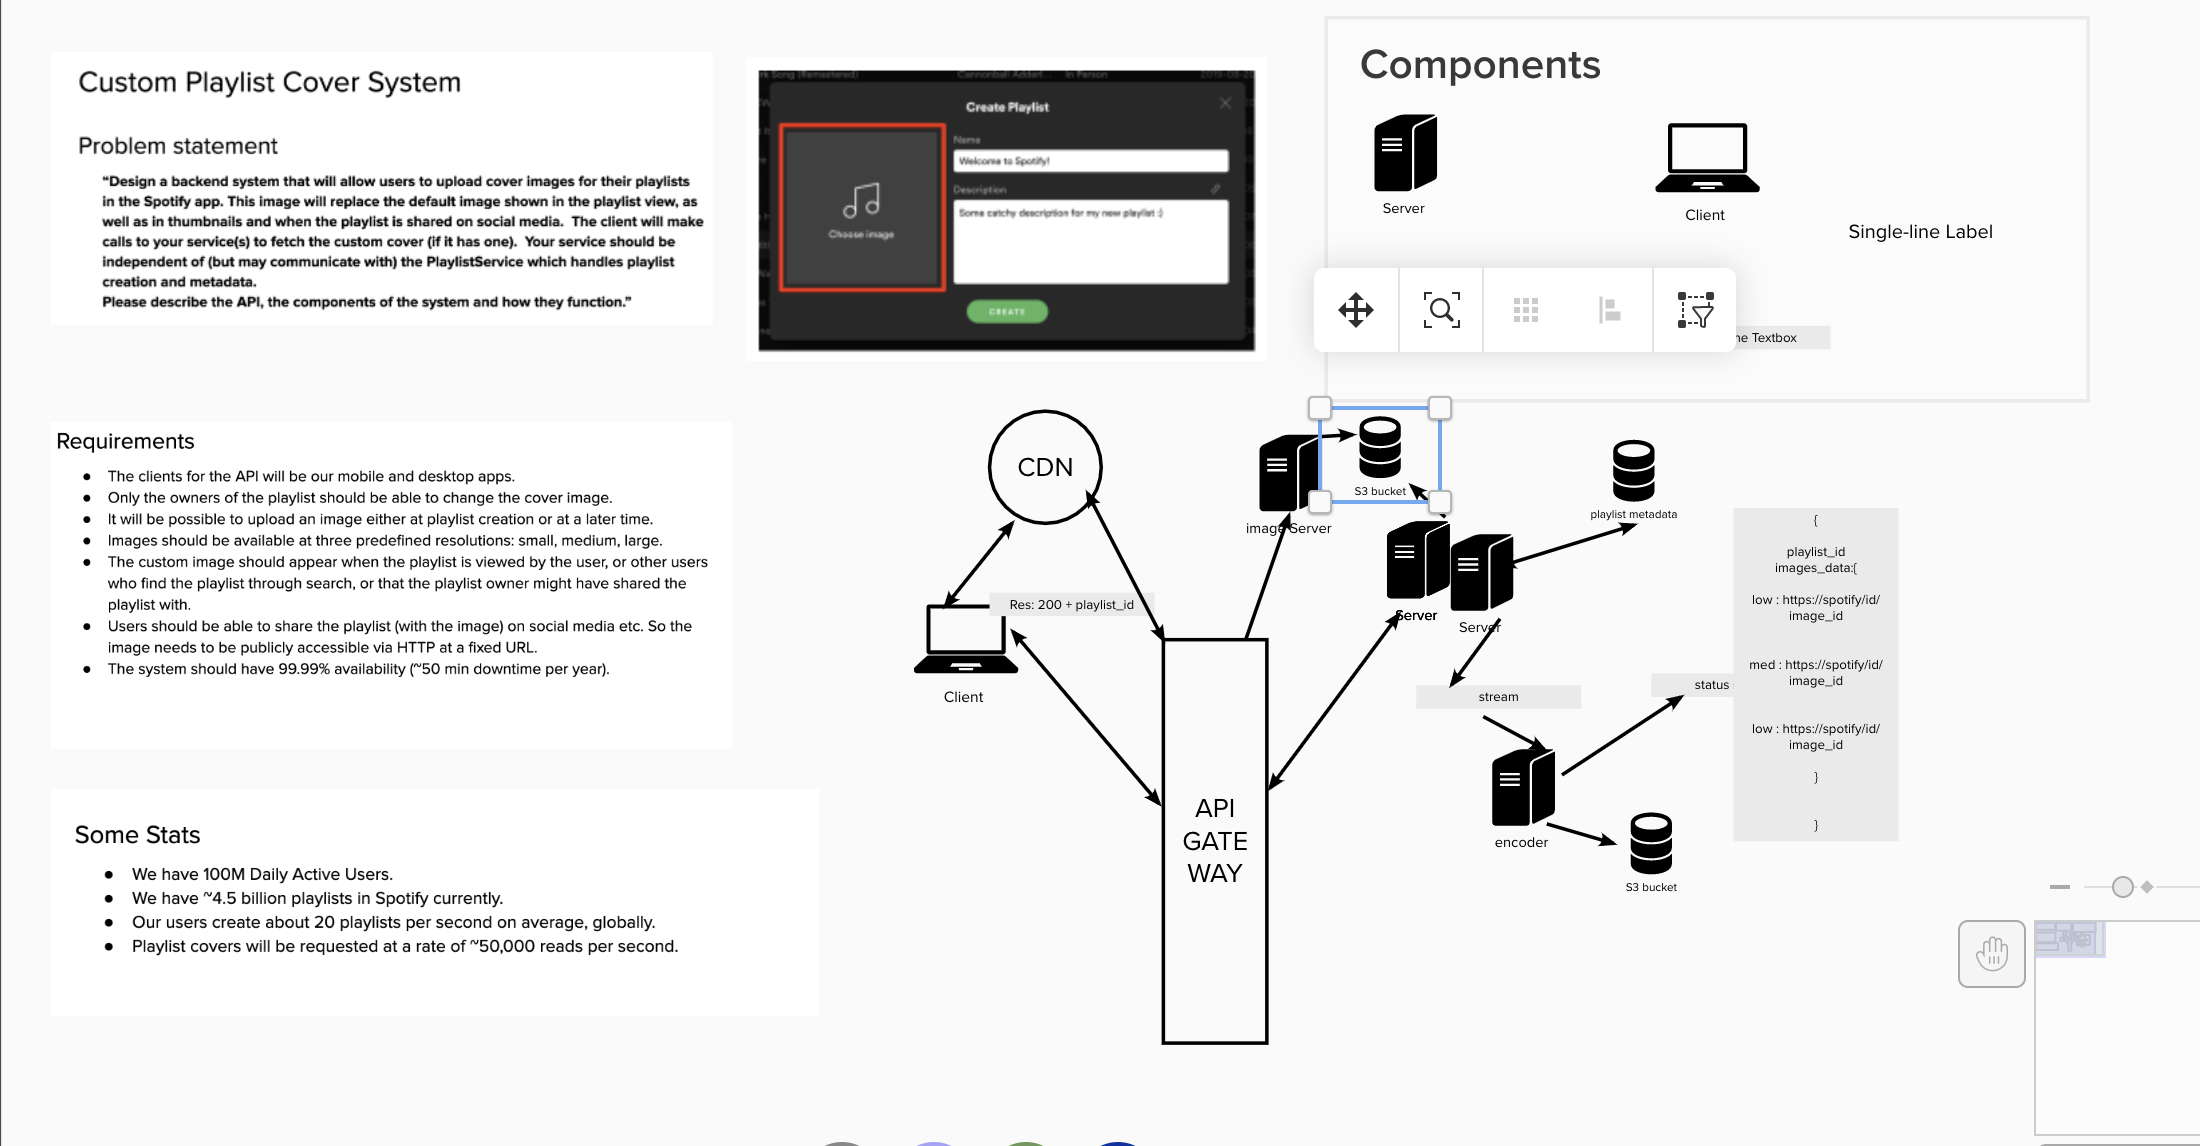 Custom Playlist Cover System
Problem statement
“Design a backend system that will allow users to upload cover images for their playlists
in the Spotify app. This image will replace the default image shown in the playlist view, as
well as in thumbnails and when the playlist is shared on social media. The client will make
calls to your service(s) to fetch the custom cover (if it has one). Your service should be
independent of (but may communicate with) the PlaylistService which handles playlist
creation and metadata.
Please describe the API, the components of the system and how they function.”
Song (Remastered) Cannonball Adderl... In Person
Create Playlist
Name
Welcome to Spotify!
Description
Some catchy description for my new playlist :)
Choose image
CREATE
Components
Server
Client
Single-line Label
Textbox
Requirements
● The clients for the API will be our mobile and desktop apps.
● Only the owners of the playlist should be able to change the cover image.
● It will be possible to upload an image either at playlist creation or at a later time.
● Images should be available at three predefined resolutions: small, medium, large.
● The custom image should appear when the playlist is viewed by the user, or other users
who find the playlist through search, or that the playlist owner might have shared the
playlist with.
● Users should be able to share the playlist (with the image) on social media etc. So the
image needs to be publicly accessible via HTTP at a fixed URL.
● The system should have 99.99% availability (~50 min downtime per year).
Some Stats
● We have 100M Daily Active Users.
● We have ~4.5 billion playlists in Spotify currently.
● Our users create about 20 playlists per second on average, globally.
● Playlist covers will be requested at a rate of ~50,000 reads per second.
CDN
Res: 200 + playlist_id
Client
API
GATE
WAY
image Server
S3 bucket
Server
Server
playlist metadata
stream
status
encoder
S3 bucket
{
playlist_id
images_data:{
low : https://spotify/id/
image_id
med : https://spotify/id/
image_id
low : https://spotify/id/
image_id
}
}